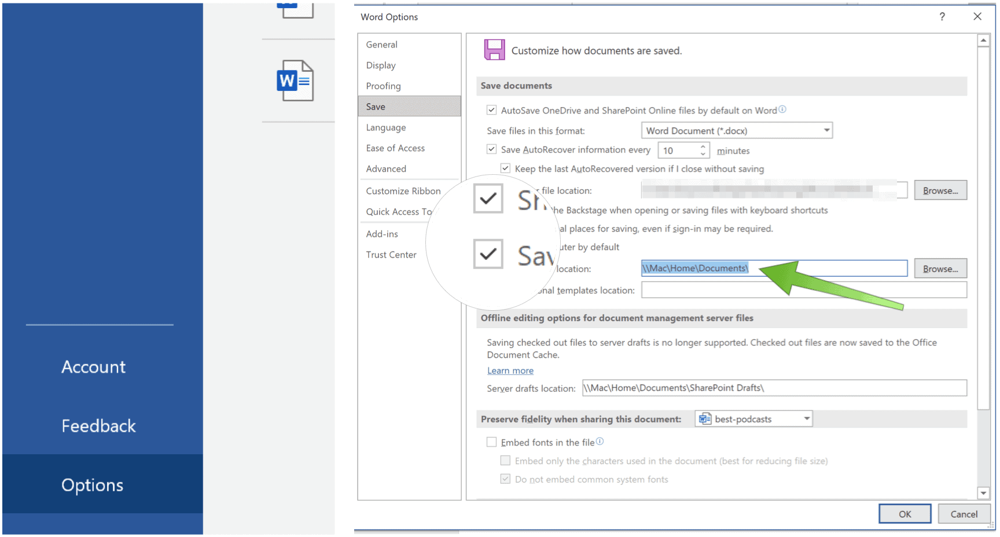 W
Account
Feedback
Options
Word Options
?
General
Display
Proofing
Save
Language
Ease of Access
Advanced
Customize Ribbon
Quick Access To
Add-ins
Trust Center
Customize how documents are saved.
Save documents
AutoSave OneDrive and SharePoint Online files by default on Word
Save files in this format: Word Document (*.docx)
Save AutoRecover information every 10 minutes
Keep the last AutoRecovered version if I close without saving
r file location: Browse...
Sh
the Backstage when opening or saving files with keyboard shortcuts
al places for saving, even if sign-in may be required.
Sav
uter by default
location: \\Mac\Home\Documents\ Browse...
onal templates location:
Offline editing options for document management server files
Saving checked out files to server drafts is no longer supported. Checked out files are now saved to the Office
Document Cache.
Learn more
Server drafts location: \\Mac\Home\Documents\SharePoint Drafts\
Preserve fidelity when sharing this document: best-podcasts
Embed fonts in the file
Embed only the characters used in the document (best for reducing file size)
Do not embed common system fonts
OK
Cancel